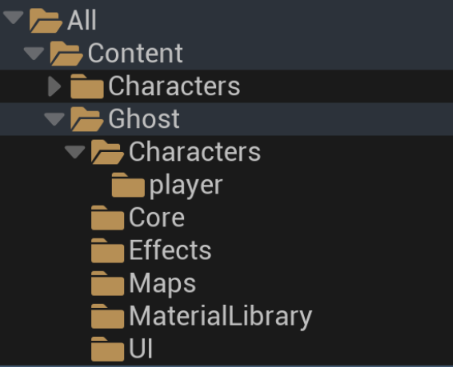 All
Content
Characters
Ghost
Characters
player
Core
Effects
Maps
MaterialLibrary
UI